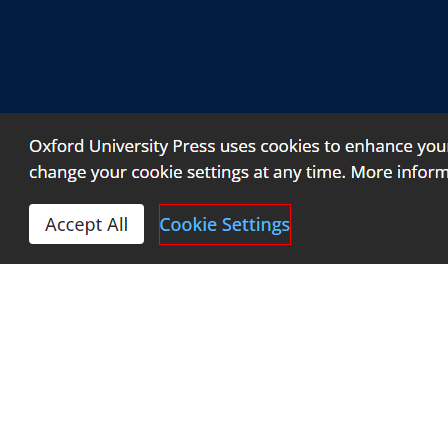 Oxford University Press uses cookies to enhance your
change your cookie settings at any time. More inform
Accept All
Cookie Settings